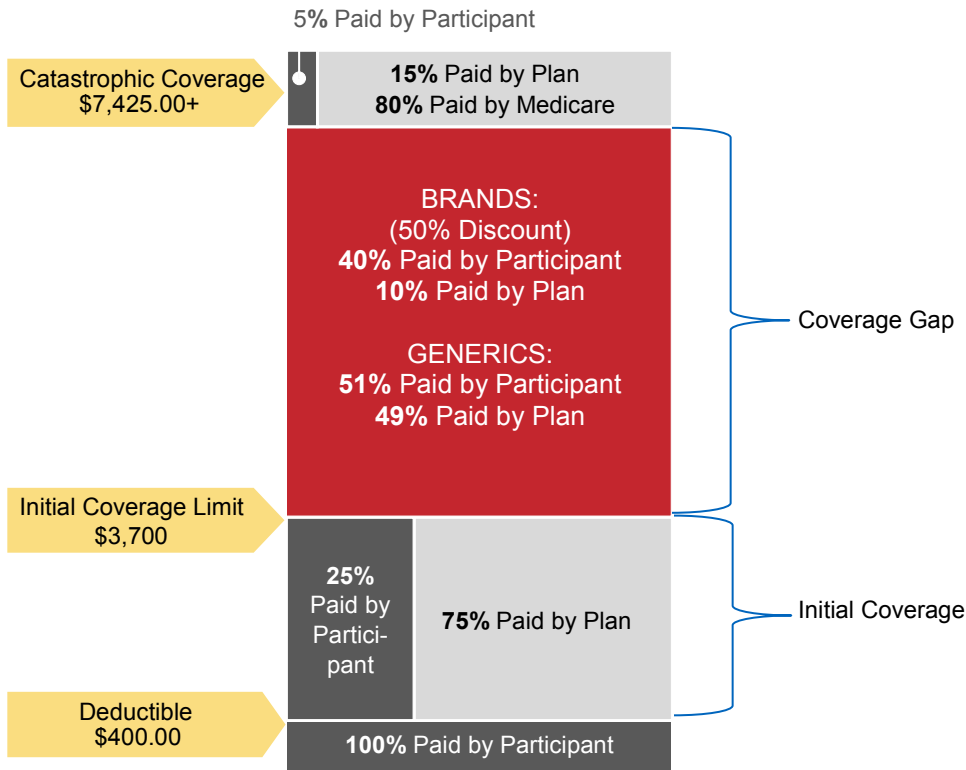 5% Paid by Participant
Catastrophic Coverage
$7,425.00+
15% Paid by Plan
80% Paid by Medicare
BRANDS:
(50% Discount)
40% Paid by Participant
10% Paid by Plan
GENERICS:
51% Paid by Participant
49% Paid by Plan
Coverage Gap
Initial Coverage Limit
$3,700
25%
Paid by
Partici-
pant
75% Paid by Plan
Initial Coverage
Deductible
$400.00
100% Paid by Participant